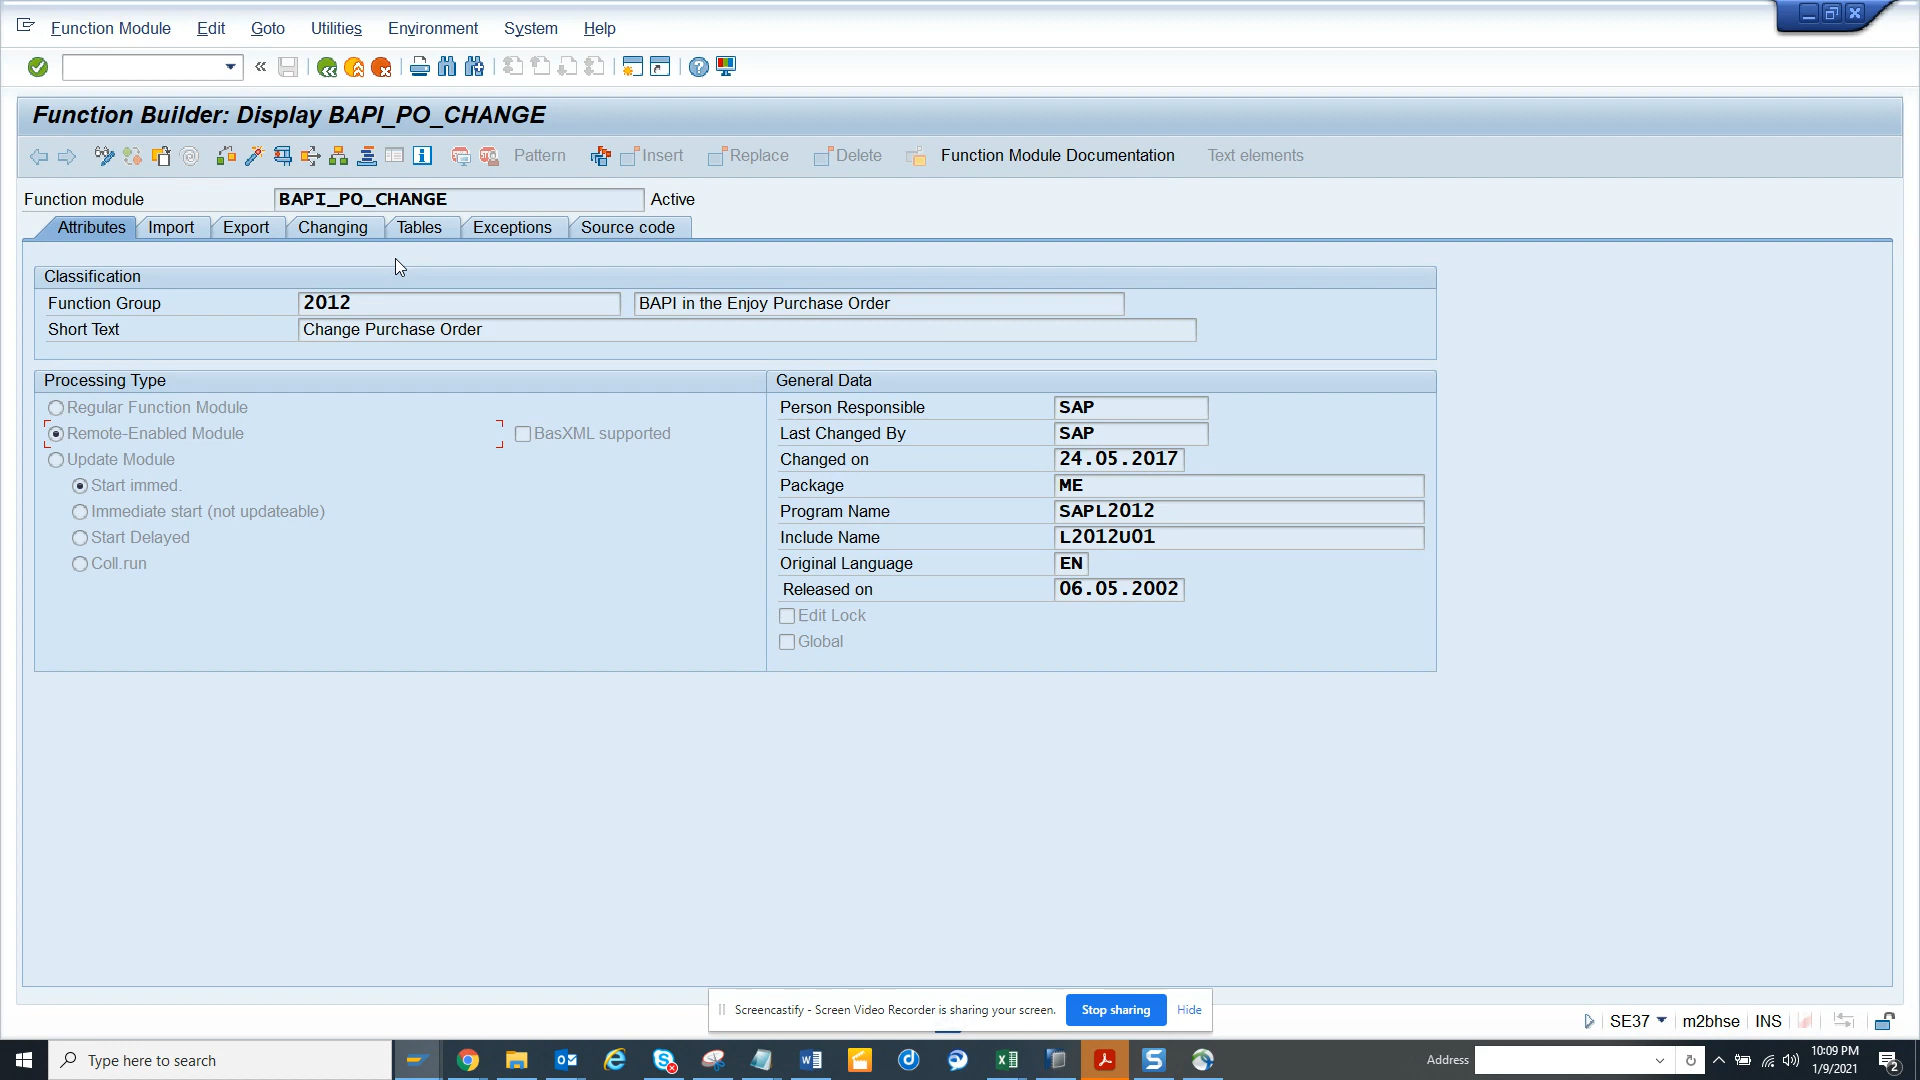 Function Module Edit Goto Utilities Environment System Help
Function Builder: Display BAPI_PO_CHANGE
Pattern Insert Replace Delete Function Module Documentation Text elements
Function module BAPI_PO_CHANGE Active
Attributes Import Export Changing Tables Exceptions Source code
Classification
Function Group 2012 BAPI in the Enjoy Purchase Order
Short Text Change Purchase Order
Processing Type General Data
Regular Function Module Person Responsible SAP
Remote-Enabled Module BasXML supported Last Changed By SAP
Update Module Changed on 24.05.2017
Start immed. Package ME
Immediate start (not updateable) Program Name SAPL2012
Start Delayed Include Name L2012U01
Coll.run Original Language EN
Released on 06.05.2002
Edit Lock
Global
Screencastify - Screen Video Recorder is sharing your screen. Stop sharing Hide
SE37 m2bhse INS
Type here to search Address 10:09 PM
1/9/2021 2